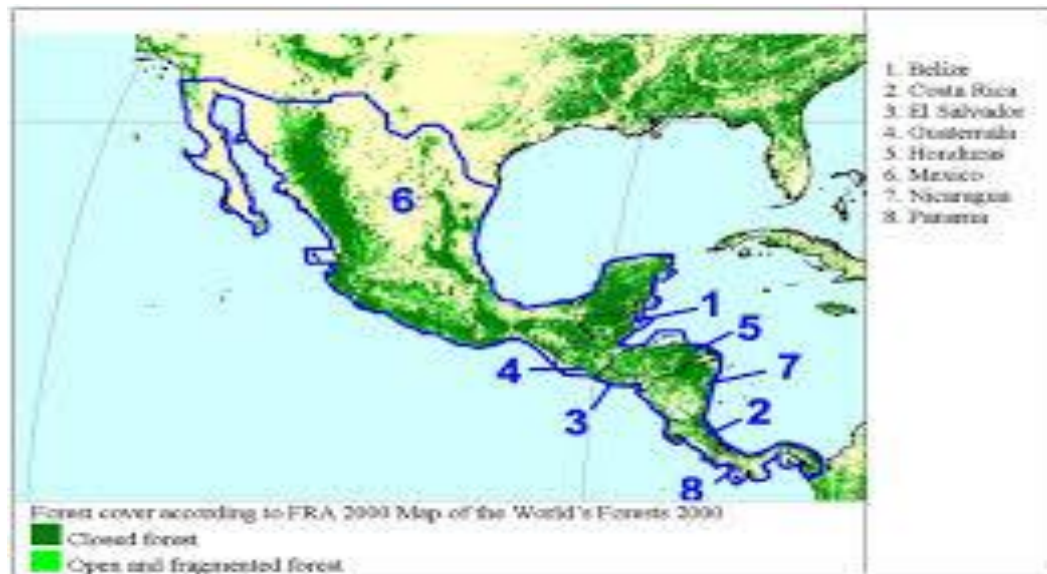 1. Belize
2. Costa Rica
3. El Salvador
4. Guatemala
5. Honduras
6. Mexico
7. Nicaragua
8. Panama
6
1
5
4
7
3
2
8
Forest cover according to FRA 2000 Map of the World's Forests 2000
Closed forest
Open and fragmented forest